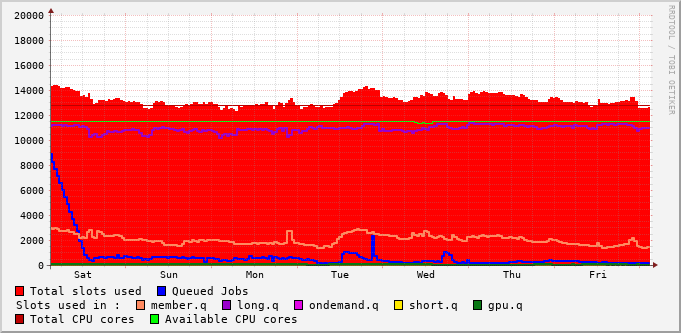 20000
18000
16000
14000
12000
10000
8000
6000
4000
2000
0
Sat Sun Mon Tue Wed Thu Fri
RRDTOOL / TOBI OETIKER
Total slots used Queued Jobs
Slots used in : member.q long.q ondemand.q short.q gpu.q
Total CPU cores Available CPU cores